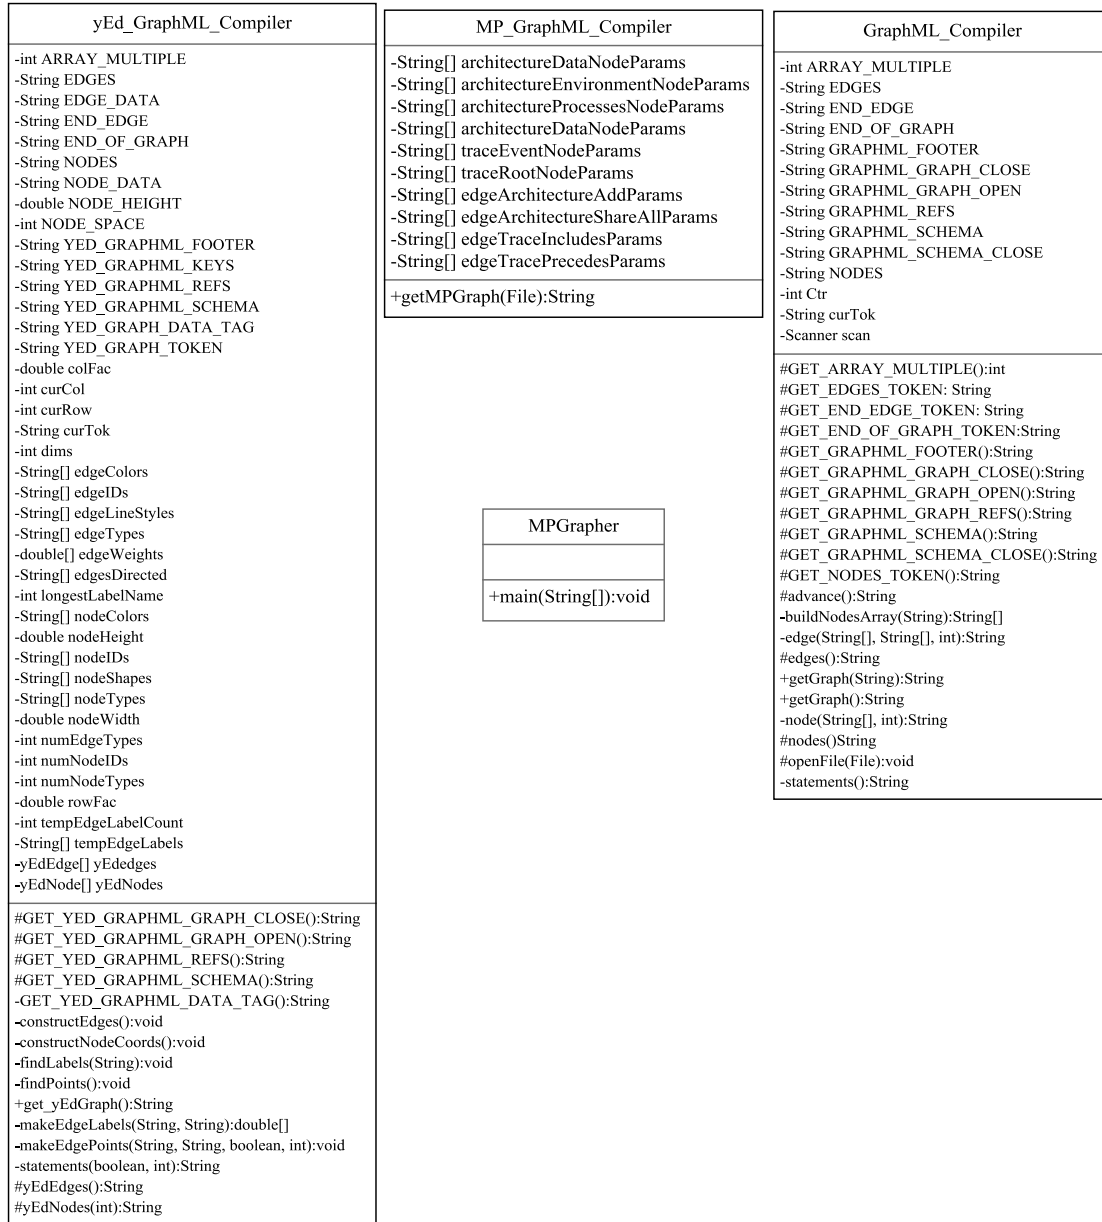 yEd_GraphML_Compiler
-int ARRAY_MULTIPLE
-String EDGES
-String EDGE_DATA
-String END_EDGE
-String END_OF_GRAPH
-String NODES
-String NODE_DATA
-double NODE_HEIGHT
-int NODE_SPACE
-String YED_GRAPHML_FOOTER
-String YED_GRAPHML_KEYS
-String YED_GRAPHML_REFS
-String YED_GRAPHML_SCHEMA
-String YED_GRAPH_DATA_TAG
-String YED_GRAPH_TOKEN
-double colFac
-int curCol
-int curRow
-String curTok
-int dims
-String[] edgeColors
-String[] edgeIDs
-String[] edgeLineStyles
-String[] edgeTypes
-double[] edgeWeights
-String[] edgesDirected
-int longestLabelName
-String[] nodeColors
-double nodeHeight
-String[] nodeIDs
-String[] nodeShapes
-String[] nodeTypes
-double nodeWidth
-int numEdgeTypes
-int numNodeIDs
-int numNodeTypes
-double rowFac
-int tempEdgeLabelCount
-String[] tempEdgeLabels
-yEdEdge[] yEdedges
-yEdNode[] yEdNodes
#GET_YED_GRAPHML_GRAPH_CLOSE():String
#GET_YED_GRAPHML_GRAPH_OPEN():String
#GET_YED_GRAPHML_REFS():String
#GET_YED_GRAPHML_SCHEMA():String
-GET_YED_GRAPHML_DATA_TAG():String
-constructEdges():void
-constructNodeCoords():void
-findLabels(String):void
-findPoints():void
+get_yEdGraph():String
-makeEdgeLabels(String, String):double[]
-makeEdgePoints(String, String, boolean, int):void
-statements(boolean, int):String
#yEdEdges():String
#yEdNodes(int):String
MP_GraphML_Compiler
-String[] architectureDataNodeParams
-String[] architectureEnvironmentNodeParams
-String[] architectureProcessesNodeParams
-String[] architectureDataNodeParams
-String[] traceEventNodeParams
-String[] traceRootNodeParams
-String[] edgeArchitectureAddParams
-String[] edgeArchitectureShareAllParams
-String[] edgeTraceIncludesParams
-String[] edgeTracePrecedesParams
+getMPGraph(File):String
MPGrapher
+main(String[]):void
GraphML_Compiler
-int ARRAY_MULTIPLE
-String EDGES
-String END_EDGE
-String END_OF_GRAPH
-String GRAPHML_FOOTER
-String GRAPHML_GRAPH_CLOSE
-String GRAPHML_GRAPH_OPEN
-String GRAPHML_REFS
-String GRAPHML_SCHEMA
-String GRAPHML_SCHEMA_CLOSE
-String NODES
-int Ctr
-String curTok
-Scanner scan
#GET_ARRAY_MULTIPLE():int
#GET_EDGES_TOKEN: String
#GET_END_EDGE_TOKEN: String
#GET_END_OF_GRAPH_TOKEN:String
#GET_GRAPHML_FOOTER():String
#GET_GRAPHML_GRAPH_CLOSE():String
#GET_GRAPHML_GRAPH_OPEN():String
#GET_GRAPHML_GRAPH_REFS():String
#GET_GRAPHML_SCHEMA():String
#GET_GRAPHML_SCHEMA_CLOSE():String
#GET_NODES_TOKEN():String
#advance():String
-buildNodesArray(String):String[]
-edge(String[], String[], int):String
#edges():String
+getGraph(String):String
+getGraph():String
-node(String[], int):String
#nodes()String
#openFile(File):void
-statements():String